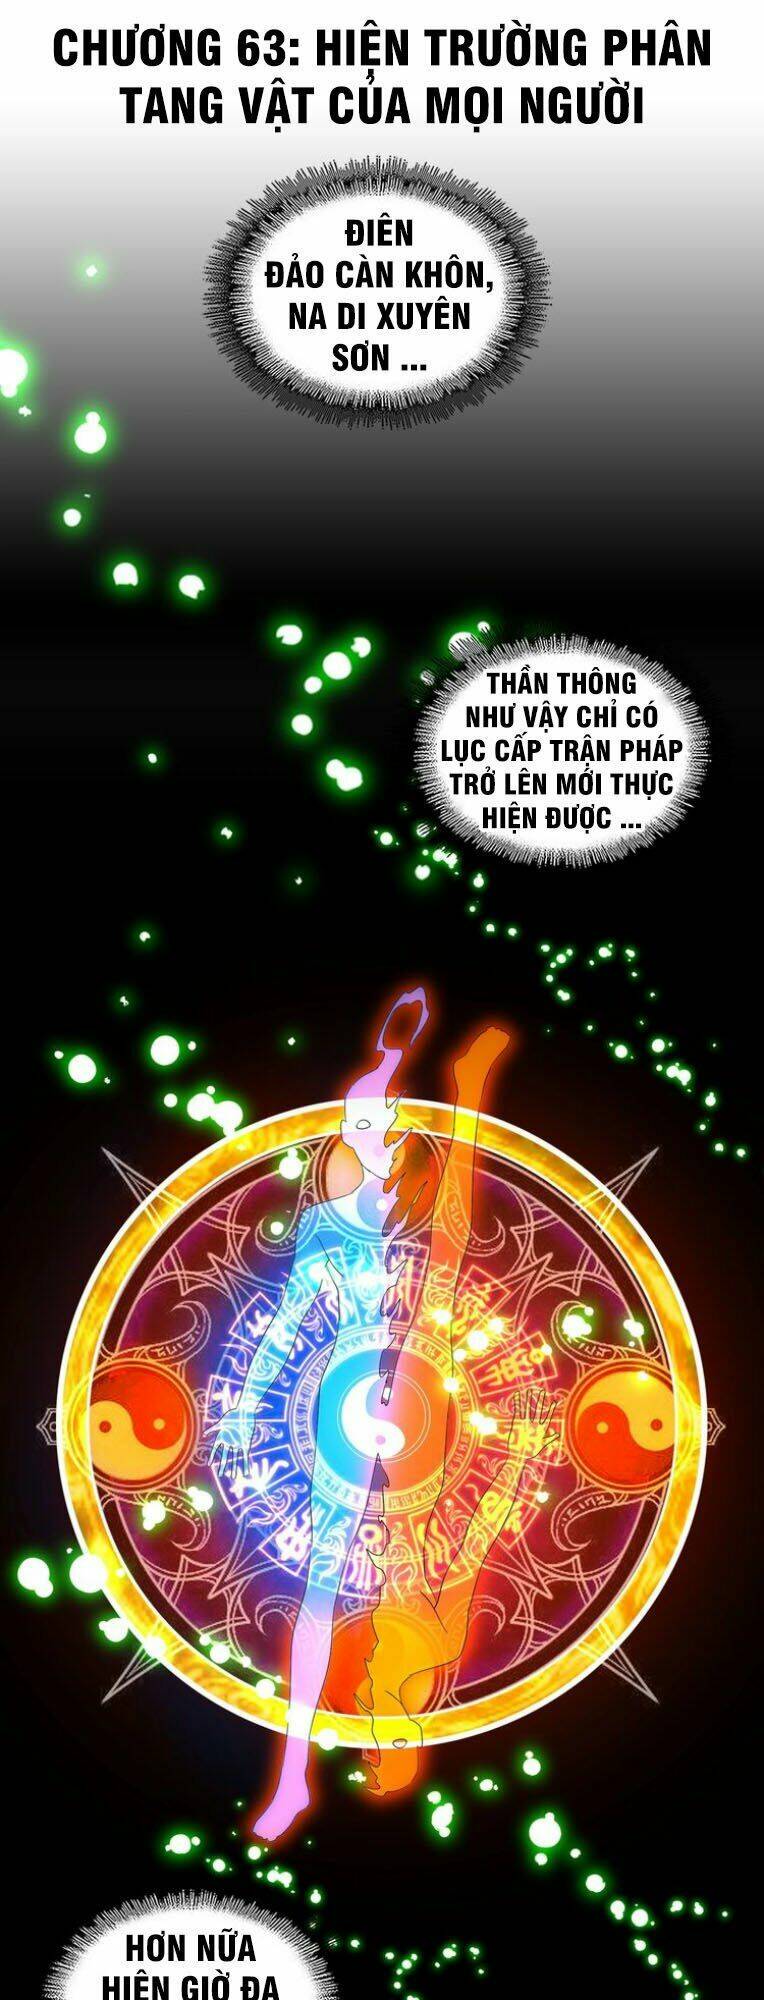 CHƯƠNG 63: HIỆN TRƯỜNG PHÂN
TANG VẬT CỦA MỌI NGƯỜI
ĐIÊN
ĐẢO CÀN KHÔN,
NA DI XUYÊN
SƠN ...
THẦN THÔNG
NHƯ VẬY CHỈ CÓ
LỤC CẤP TRẬN PHÁP
TRỞ LÊN MỚI THỰC
HIỆN ĐƯỢC ...
HƠN NỮA
HIỆN GIỜ ĐA